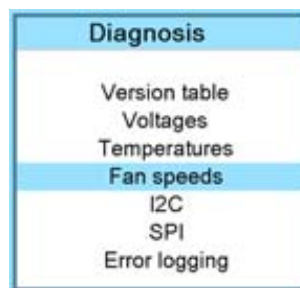 Diagnosis
Version table
Voltages
Temperatures
Fan speeds
I2C
SPI
Error logging